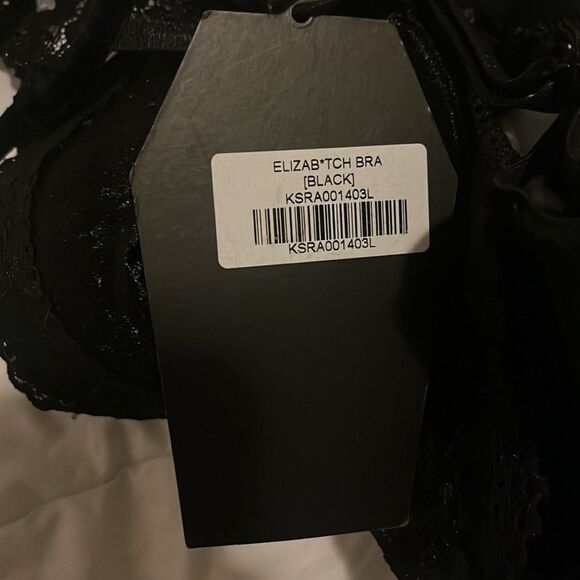 ELIZAB*TCH BRA
[BLACK]
KSRA001403L
KSRA001403L